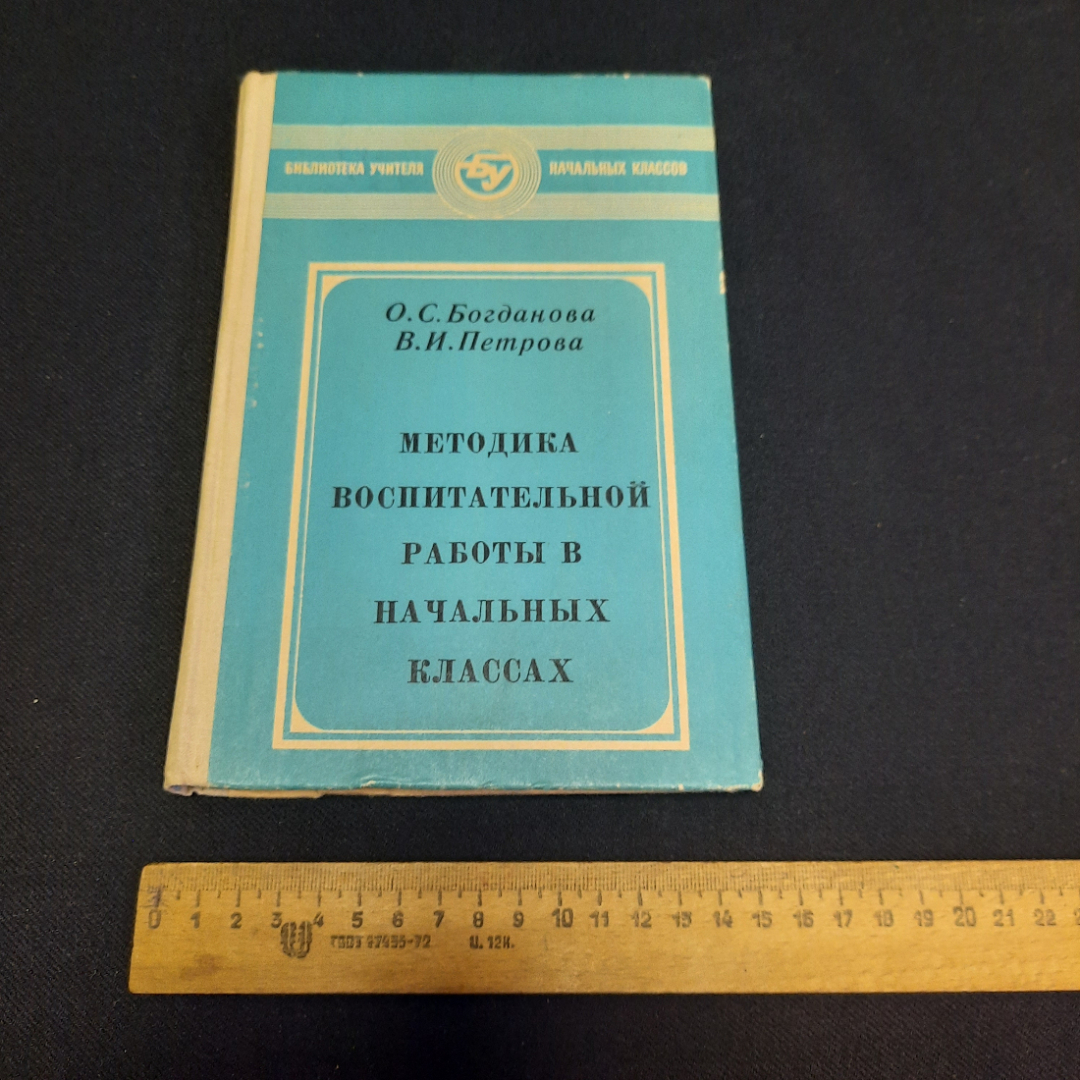 БИБЛИОТЕКА УЧИТЕЛЯ БУ НАЧАЛЬНЫХ КЛАССОВ
О.С.Богданова
В.И.Петрова
МЕТОДИКА
ВОСПИТАТЕЛЬНОЙ
РАБОТЫ В
НАЧАЛЬНЫХ
КЛАССАХ
0 1 2 3 4 5 6 7 8 9 10 11 12 13 14 15 16 17 18 19 20 21 22
ГОСТ 17435-72 Ц. 12к.